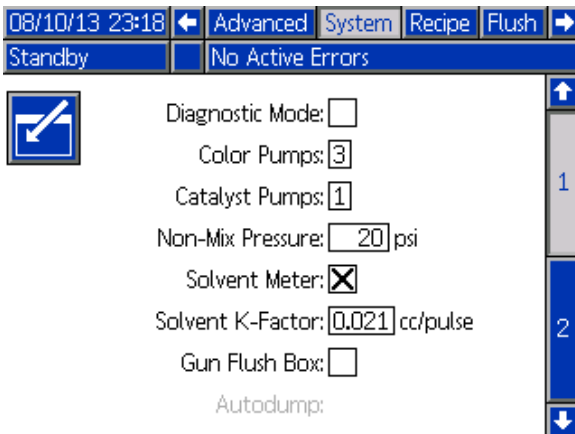 08/10/13 23:18 Advanced System Recipe Flush
Standby No Active Errors
Diagnostic Mode:
Color Pumps: 3
1
Catalyst Pumps: 1
Non-Mix Pressure: 20 psi
Solvent Meter:
Solvent K-Factor: 0.021 cc/pulse
2
Gun Flush Box:
Autodump: